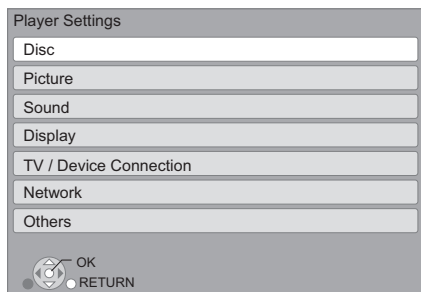 Player Settings
Disc
Picture
Sound
Display
TV / Device Connection
Network
Others
OK
RETURN